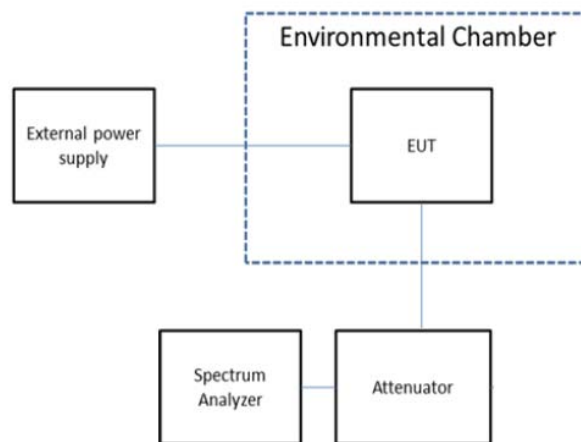 Environmental Chamber
External power
supply
EUT
Spectrum
Analyzer
Attenuator